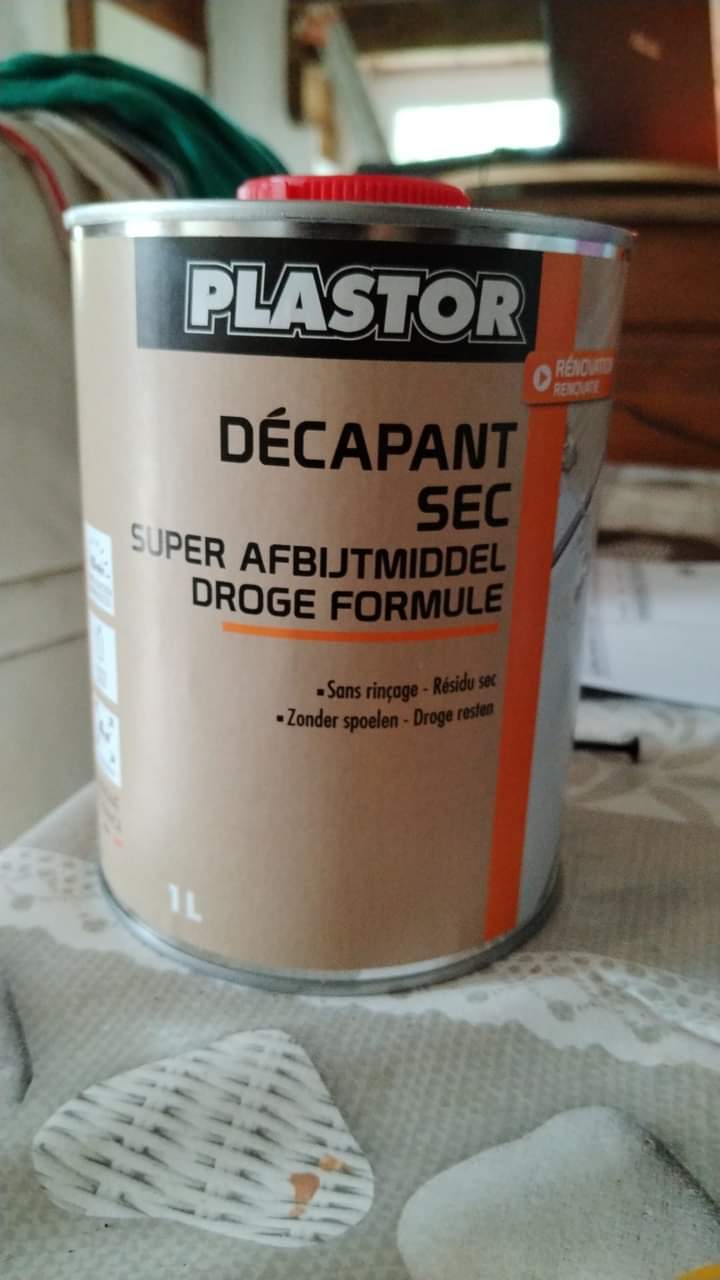 PLASTOR
RÉNOVATION
RENOVATIE
DÉCAPANT
SEC
SUPER AFBIJTMIDDEL
DROGE FORMULE
▪ Sans rinçage - Résidu sec
▪ Zonder spoelen - Droge resten
1L